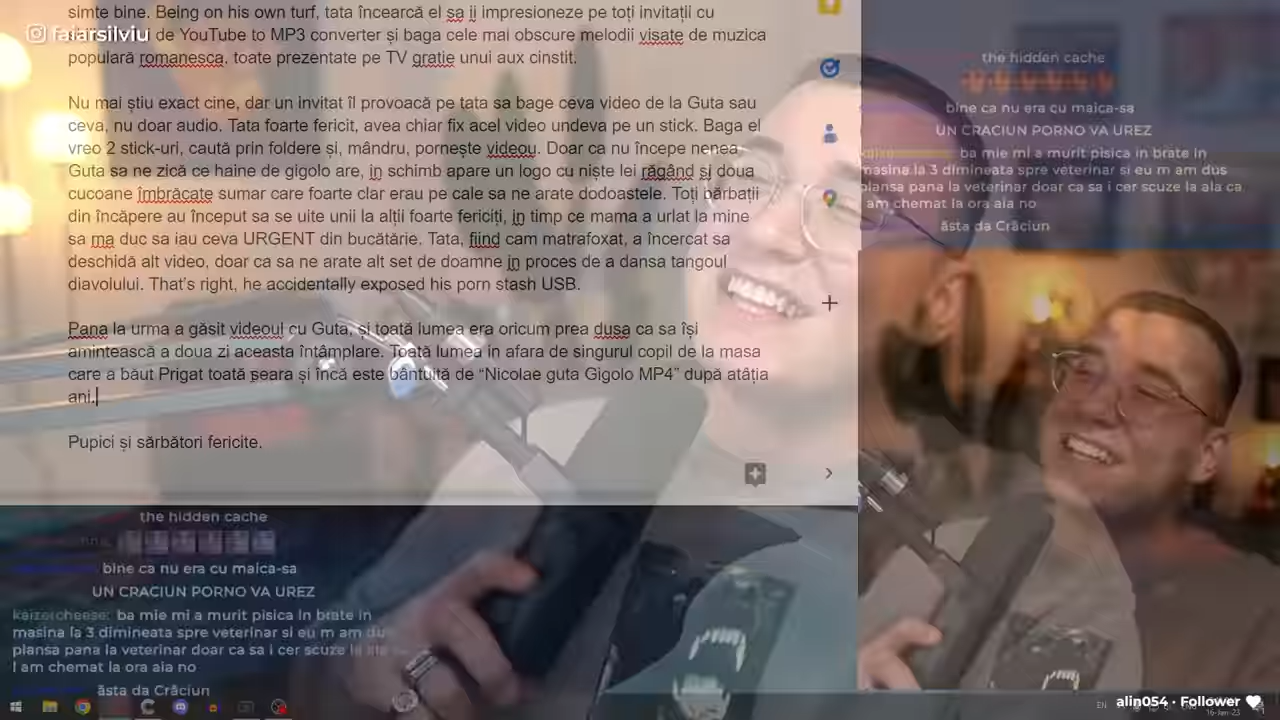 simte bine. Being on his own turf, tata încearcă el sa ii impresioneze pe toți invitații cu
faiarsilviu
de YouTube to MP3 converter și baga cele mai obscure melodii visate de muzica
populară romanesca, toate prezentate pe TV gratie unui aux cinstit.
Nu mai știu exact cine, dar un invitat îl provoacă pe tata sa bage ceva video de la Guta sau
ceva, nu doar audio. Tata foarte fericit, avea chiar fix acel video undeva pe un stick. Baga el
vreo 2 stick-uri, caută prin foldere și, mândru, pornește videou. Doar ca nu începe nenea
Guta sa ne zică ce haine de gigolo are, in schimb apare un logo cu niște lei răgând și doua
cucoane îmbrăcate sumar care foarte clar erau pe cale sa ne arate dodoastele. Toți bărbații
din încăpere au început sa se uite unii la alții foarte fericiți, in timp ce mama a urlat la mine
sa ma duc sa iau ceva URGENT din bucătărie. Tata, fiind cam matrafoxat, a încercat sa
deschidă alt video, doar ca sa ne arate alt set de doamne in proces de a dansa tangoul
diavolului. That's right, he accidentally exposed his porn stash USB.
Pana la urma a găsit videoul cu Guta, și toată lumea era oricum prea dusa ca sa își
amintească a doua zi aceasta întâmplare. Toată lumea in afara de singurul copil de la masa
care a băut Prigat toată seara și încă este bântuită de “Nicolae guta Gigolo MP4” după atâția
ani.
Pupici și sărbători fericite.
the hidden cache
bine ca nu era cu maica-sa
UN CRACIUN PORNO VA UREZ
ba mie mi a murit pisica in brate in
masina la 3 dimineata spre veterinar si eu m am dus
plansa pana la veterinar doar ca sa i cer scuze la ala ca
am chemat la ora aia no
ăsta da Crăciun
the hidden cache
bine ca nu era cu maica-sa
UN CRACIUN PORNO VA UREZ
kaizercheese: ba mie mi a murit pisica in brate in
masina la 3 dimineata spre veterinar si eu m am dus
plansa pana la veterinar doar ca sa i cer scuze la ala
l am chemat la ora aia no
ăsta da Crăciun
EN
alin054 · Follower
16-Jan-23